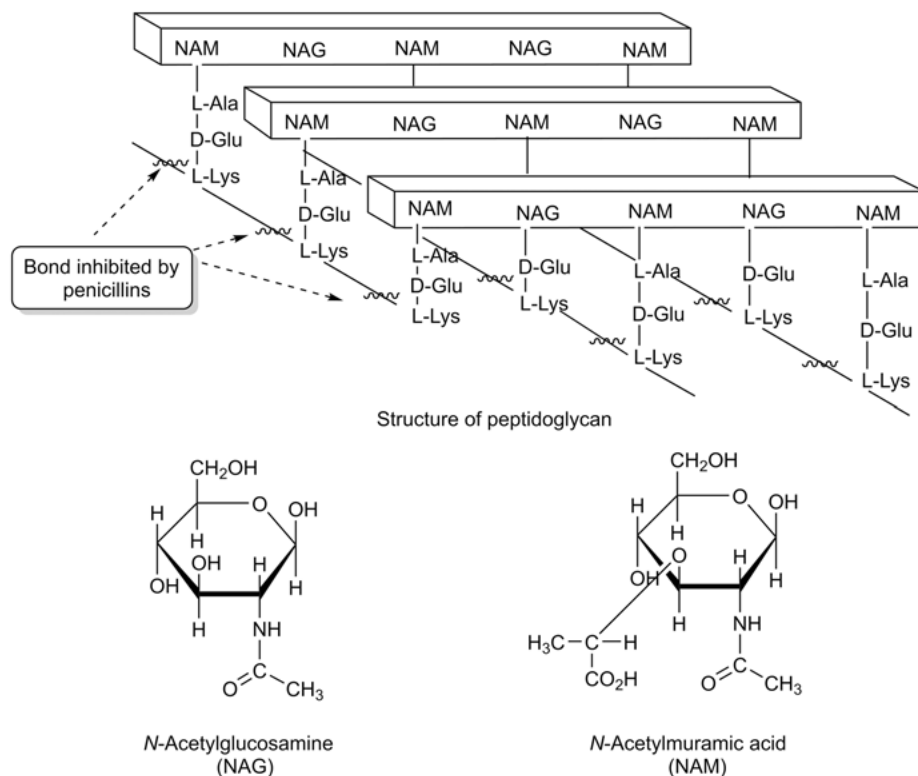 NAM NAG NAM NAG NAM
L-Ala
D-Glu
L-Lys
NAM NAG NAM NAG NAM
L-Ala
D-Glu
L-Lys
NAM NAG NAM NAG NAM
L-Ala
D-Glu
L-Lys
D-Glu
L-Lys
L-Ala
D-Glu
L-Lys
D-Glu
L-Lys
L-Ala
D-Glu
L-Lys
Bond inhibited by
penicillins
Structure of peptidoglycan
CH2OH
O
OH
H
H
OH
H
OH
H
H
NH
C
O
CH3
N-Acetylglucosamine
(NAG)
CH2OH
O
OH
H
H
O
H
OH
H
H
H3C
C
H
CO2H
NH
C
O
CH3
N-Acetylmuramic acid
(NAM)